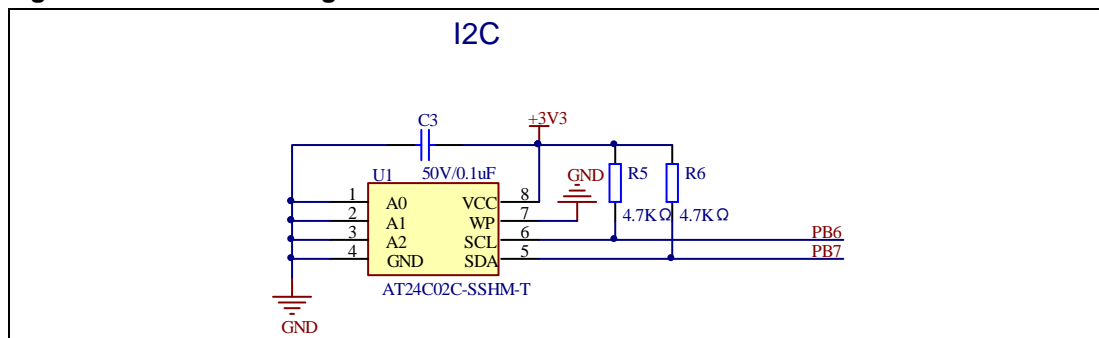 I2C
+3V3
C3
50V/0.1uF
U1
GND
R5
R6
4.7KΩ
4.7KΩ
1
A0
VCC
8
2
A1
WP
7
3
A2
SCL
6
PB6
4
GND
SDA
5
PB7
AT24C02C-SSHM-T
GND